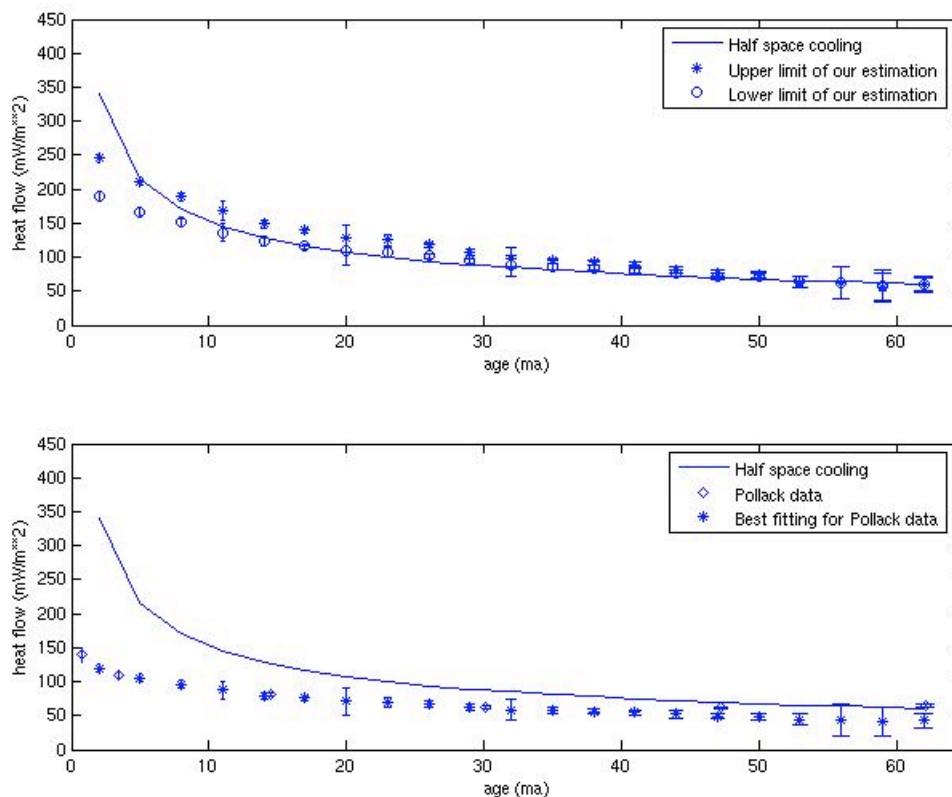 450
400
350
300
250
200
150
100
50
0
heat flow (mW/m**2)
0 10 20 30 40 50 60
age (ma)
Half space cooling
Upper limit of our estimation
Lower limit of our estimation
450
400
350
300
250
200
150
100
50
0
heat flow (mW/m**2)
0 10 20 30 40 50 60
age (ma)
Half space cooling
Pollack data
Best fitting for Pollack data